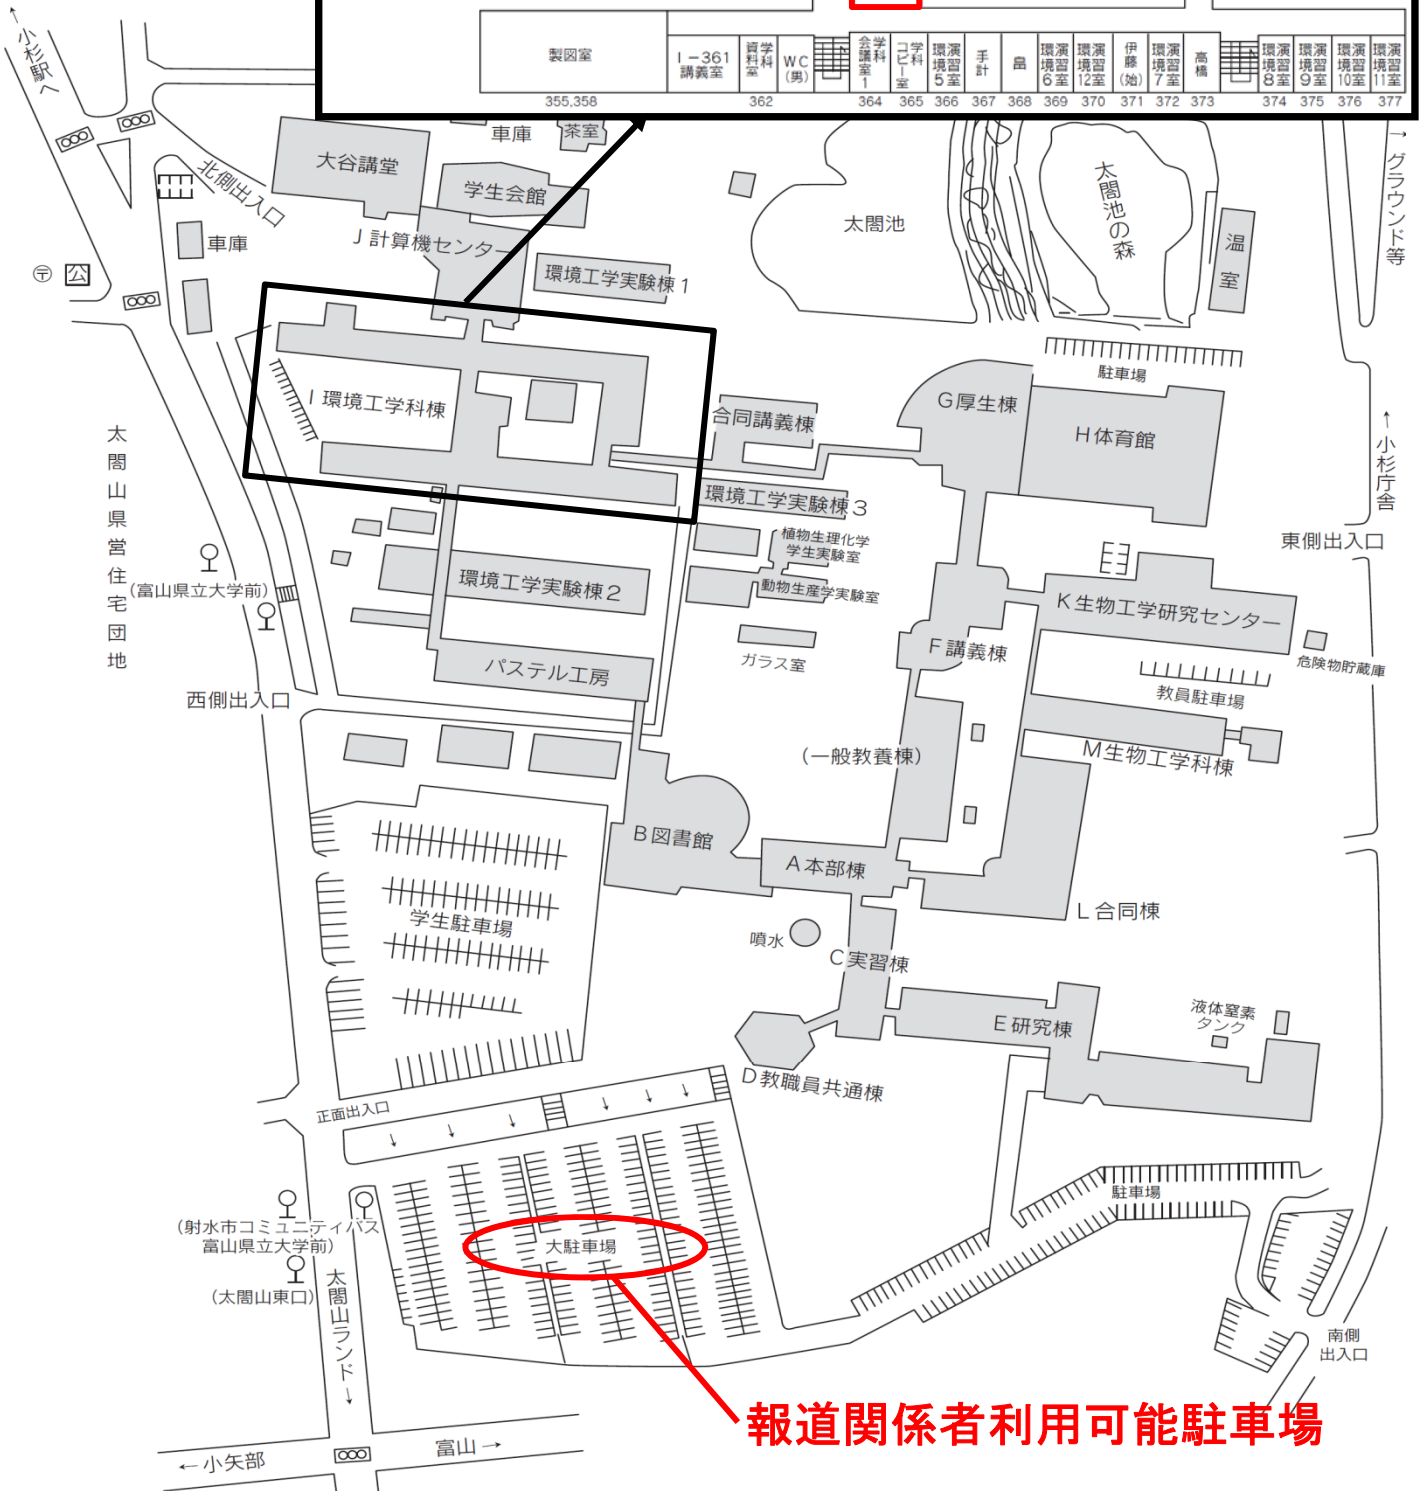 製図室
I－361
講義室
学科
資料室
WC
(男)
学科
会議室1
学科
コピー室
演習室
環境5
手計
畠
演習室
環境6
演習室
環境12
伊藤(始)
演習室
環境7
高橋
演習室
環境8
演習室
環境9
演習室
環境10
演習室
環境11
355,358
362
364
365
366
367
368
369
370
371
372
373
374
375
376
377
←小杉駅へ
北側出入口
車庫
茶室
大谷講堂
学生会館
J計算機センター
車庫
〒
公
環境工学実験棟1
太閤池
太閤池の森
温室
→グラウンド等
駐車場
I環境工学科棟
合同講義棟
G厚生棟
H体育館
←小杉庁舎
太閤山県営住宅団地
環境工学実験棟3
植物生理化学
学生実験室
動物生産学実験室
東側出入口
(富山県立大学前)
環境工学実験棟2
K生物工学研究センター
ガラス室
F講義棟
危険物貯蔵庫
パステル工房
教員駐車場
西側出入口
(一般教養棟)
M生物工学科棟
B図書館
A本部棟
L合同棟
学生駐車場
噴水
C実習棟
E研究棟
液体窒素
タンク
D教職員共通棟
正面出入口
駐車場
(射水市コミュニティバス
富山県立大学前)
大駐車場
(太閤山東口)
太閤山ランド→
南側
出入口
報道関係者利用可能駐車場
←小矢部
富山→